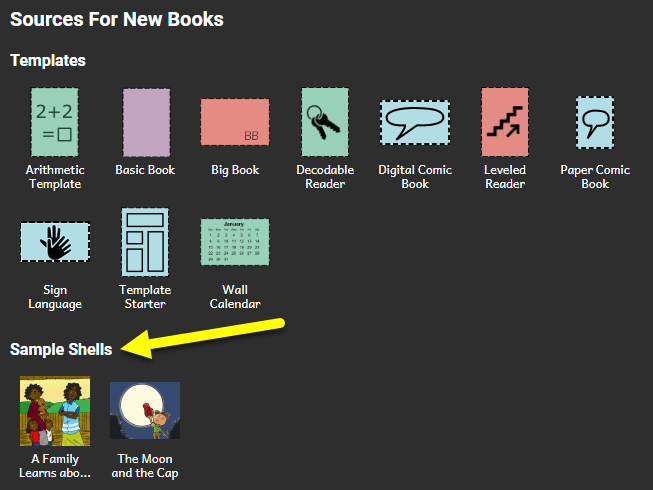 Sources For New Books
Templates
2+2
=□
BB
Arithmetic Template
Basic Book
Big Book
Decodable Reader
Digital Comic Book
Leveled Reader
Paper Comic Book
January
Sign Language
Template Starter
Wall Calendar
Sample Shells
A Family Learns abo...
The Moon and the Cap